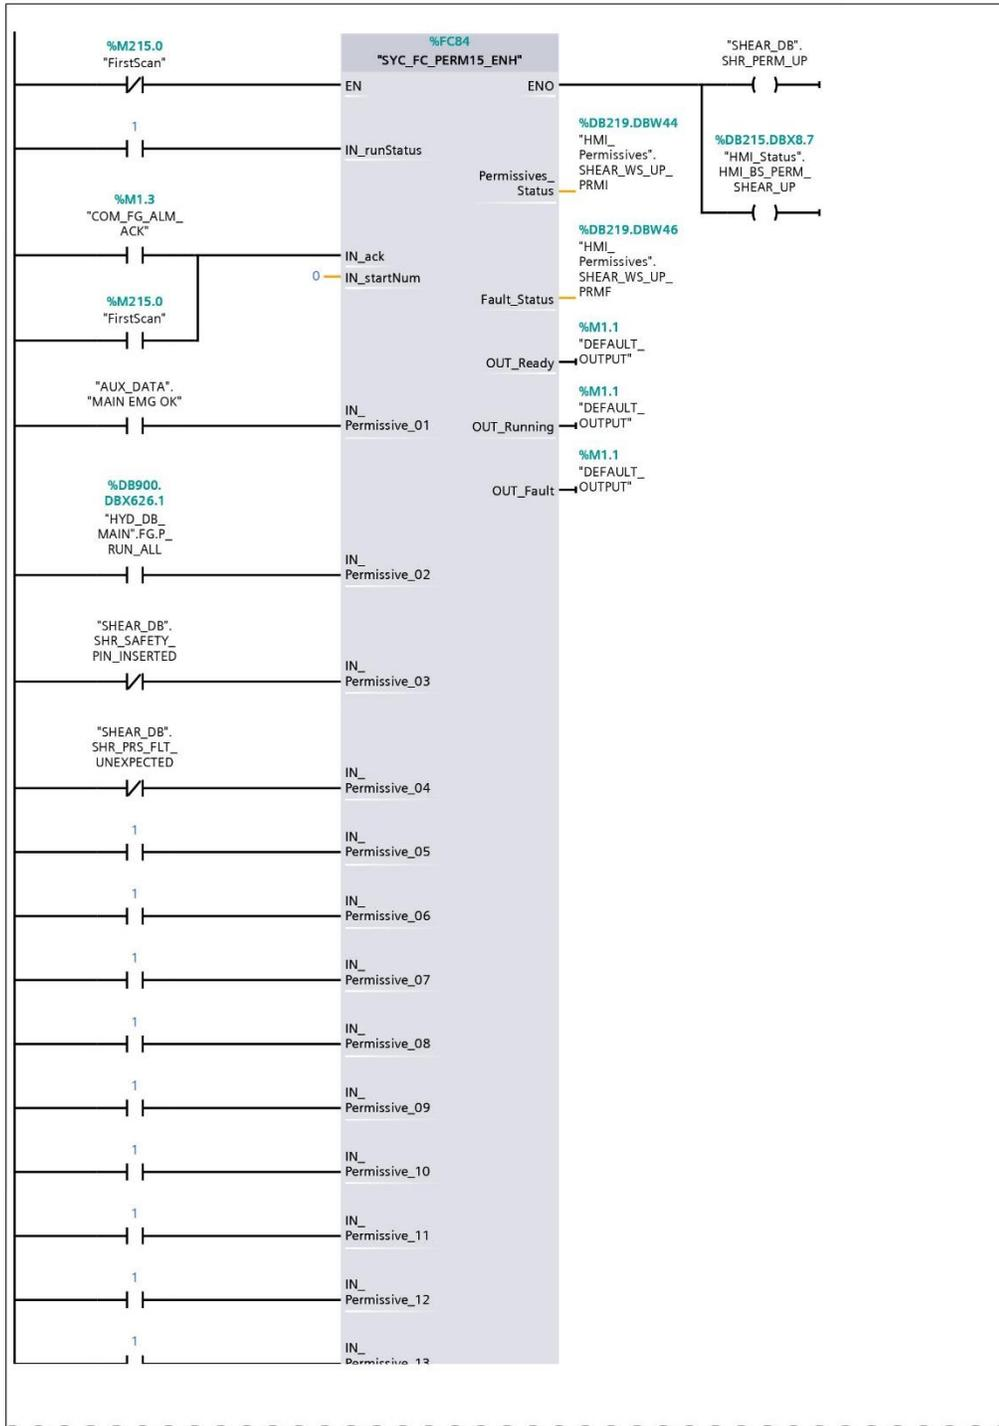 %M215.0
"FirstScan"
%FC84
"SYC_FC_PERM15_ENH"
EN
ENO
"SHEAR_DB".
SHR_PERM_UP
1
IN_runStatus
Permissives_
Status
%DB219.DBW44
"HMI_
Permissives".
SHEAR_WS_UP_
PRMI
%DB215.DBX8.7
"HMI_Status".
HMI_BS_PERM_
SHEAR_UP
%M1.3
"COM_FG_ALM_
ACK"
IN_ack
0
IN_startNum
%M215.0
"FirstScan"
Fault_Status
%DB219.DBW46
"HMI_
Permissives".
SHEAR_WS_UP_
PRMF
OUT_Ready
%M1.1
"DEFAULT_
OUTPUT"
"AUX_DATA".
"MAIN EMG OK"
IN_
Permissive_01
OUT_Running
%M1.1
"DEFAULT_
OUTPUT"
OUT_Fault
%M1.1
"DEFAULT_
OUTPUT"
%DB900.
DBX626.1
"HYD_DB_
MAIN".FG.P_
RUN_ALL
IN_
Permissive_02
"SHEAR_DB".
SHR_SAFETY_
PIN_INSERTED
IN_
Permissive_03
"SHEAR_DB".
SHR_PRS_FLT_
UNEXPECTED
IN_
Permissive_04
1
IN_
Permissive_05
1
IN_
Permissive_06
1
IN_
Permissive_07
1
IN_
Permissive_08
1
IN_
Permissive_09
1
IN_
Permissive_10
1
IN_
Permissive_11
1
IN_
Permissive_12
1
IN_
Permissive_13